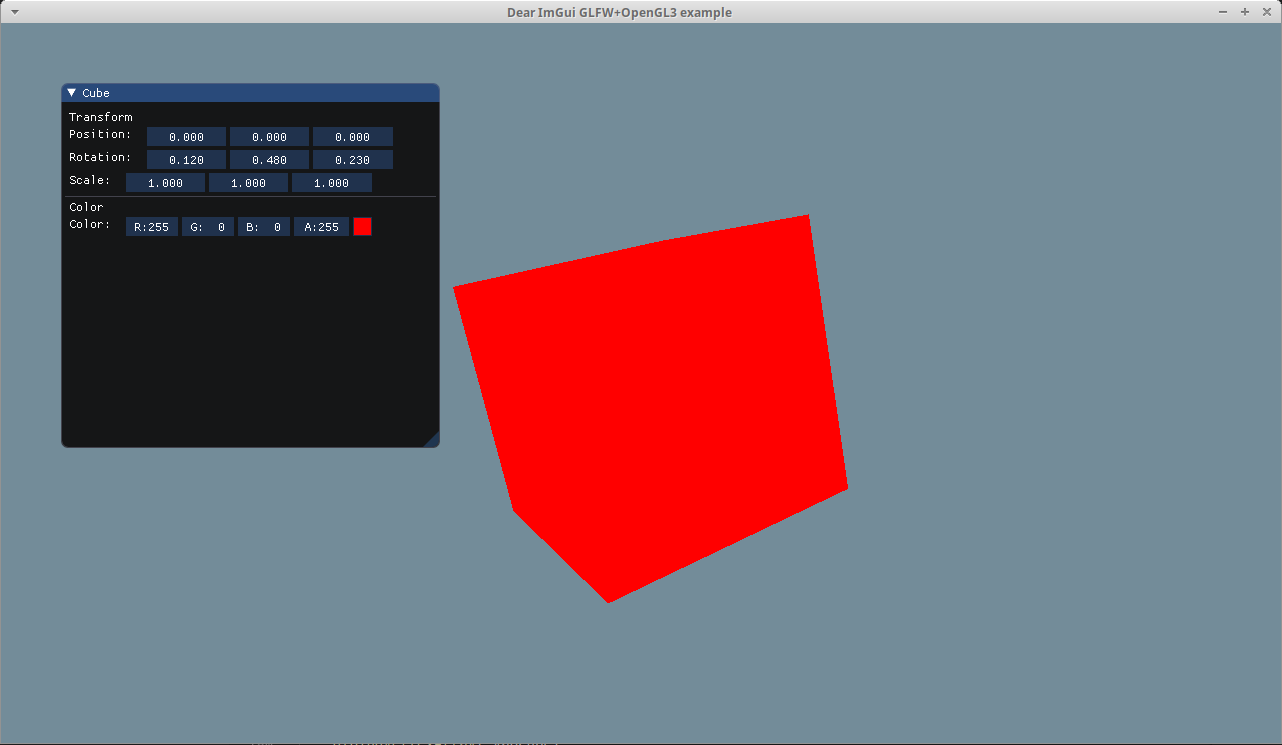 Dear ImGui GLFW+OpenGL3 example
Cube
Transform
Position: 0.000 0.000 0.000
Rotation: 0.120 0.480 0.230
Scale: 1.000 1.000 1.000
Color
Color: R:255 G: 0 B: 0 A:255